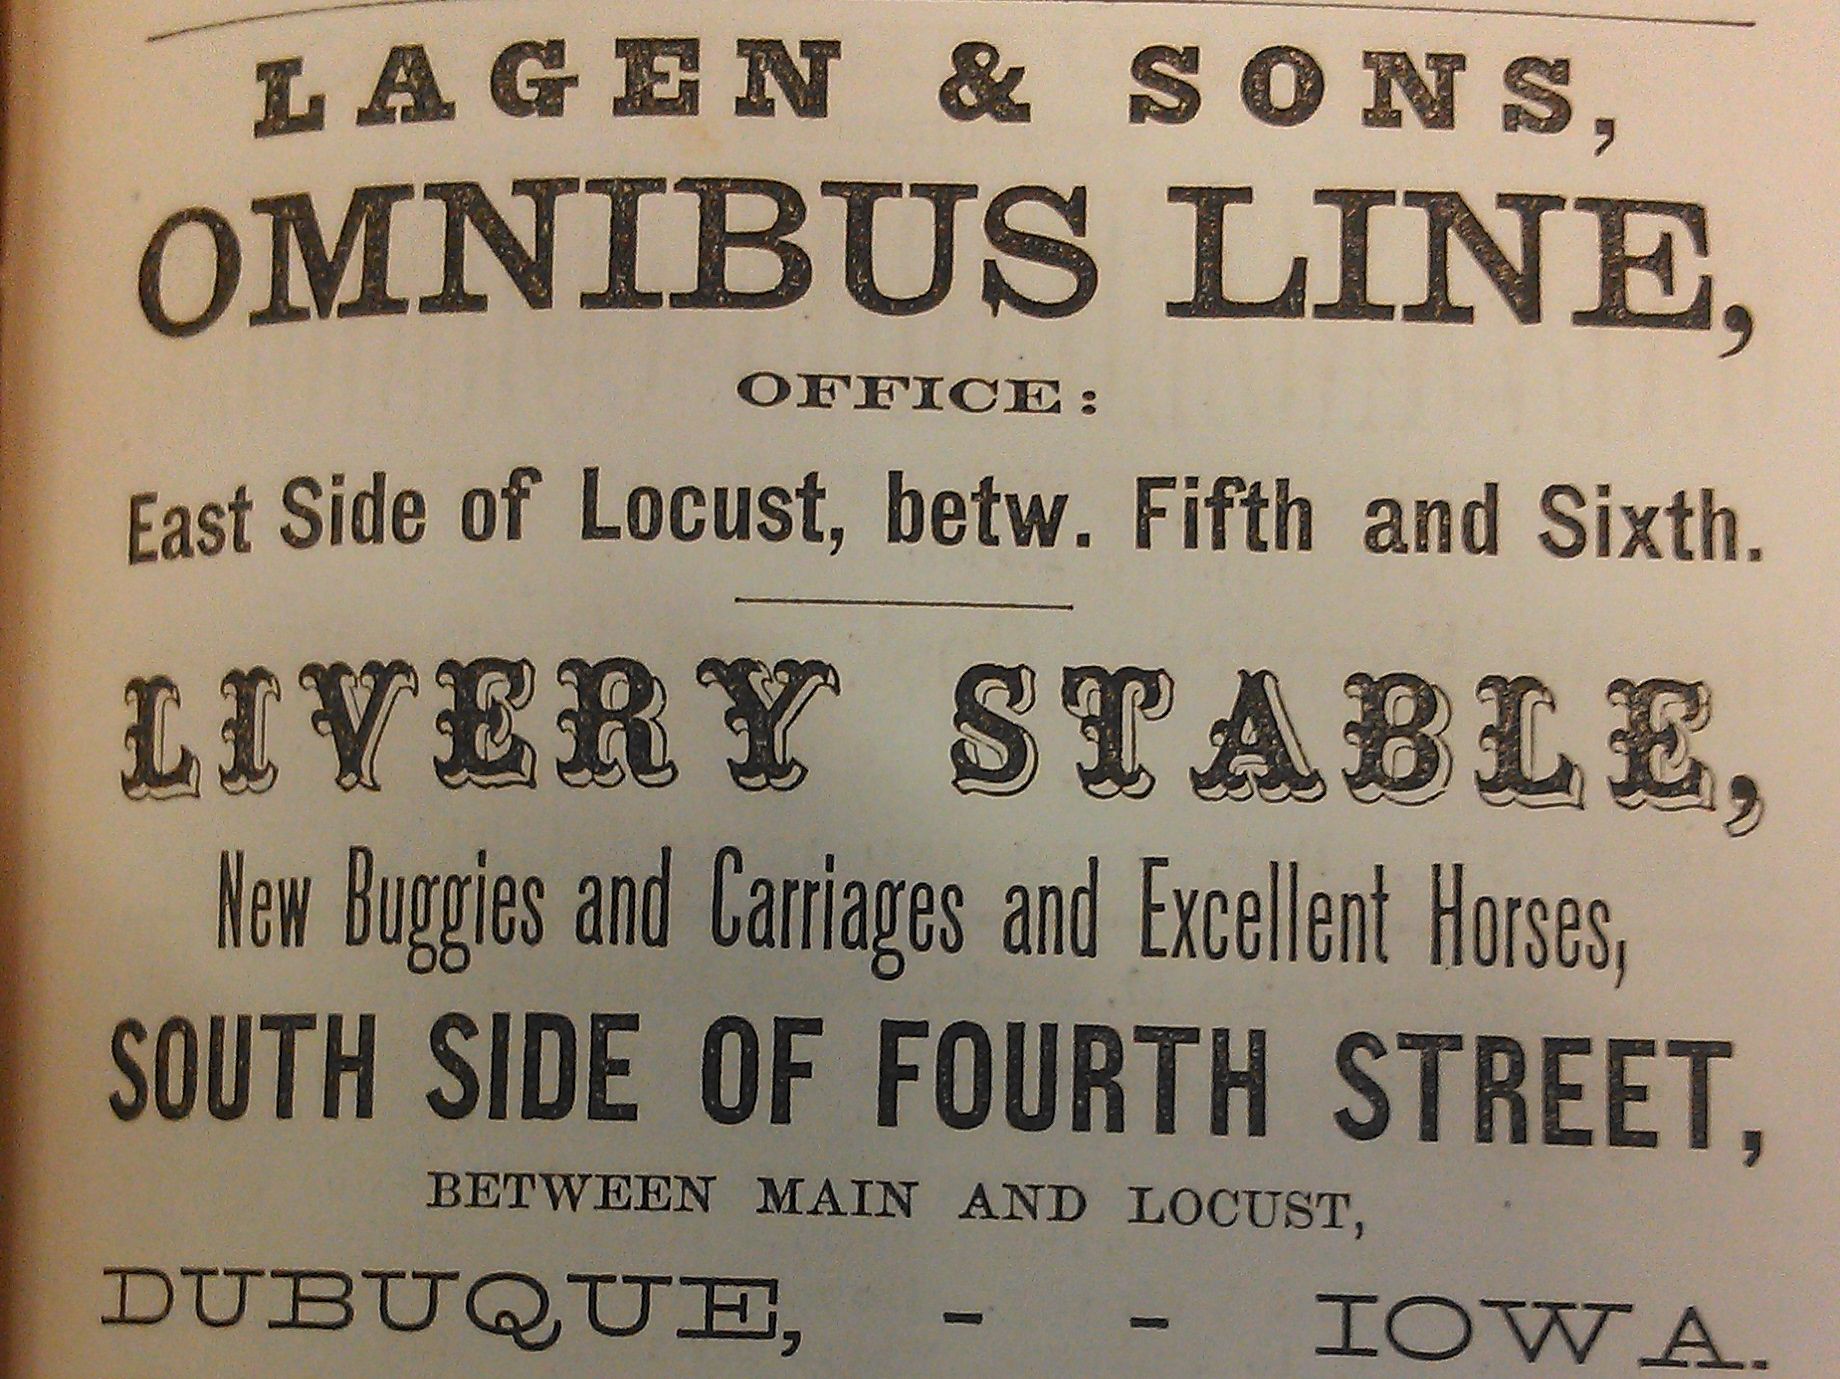 LAGEN & SONS,
OMNIBUS LINE,
OFFICE:
East Side of Locust, betw. Fifth and Sixth.
LIVERY STABLE,
New Buggies and Carriages and Excellent Horses,
SOUTH SIDE OF FOURTH STREET,
BETWEEN MAIN AND LOCUST,
DUBUQUE, - - IOWA.